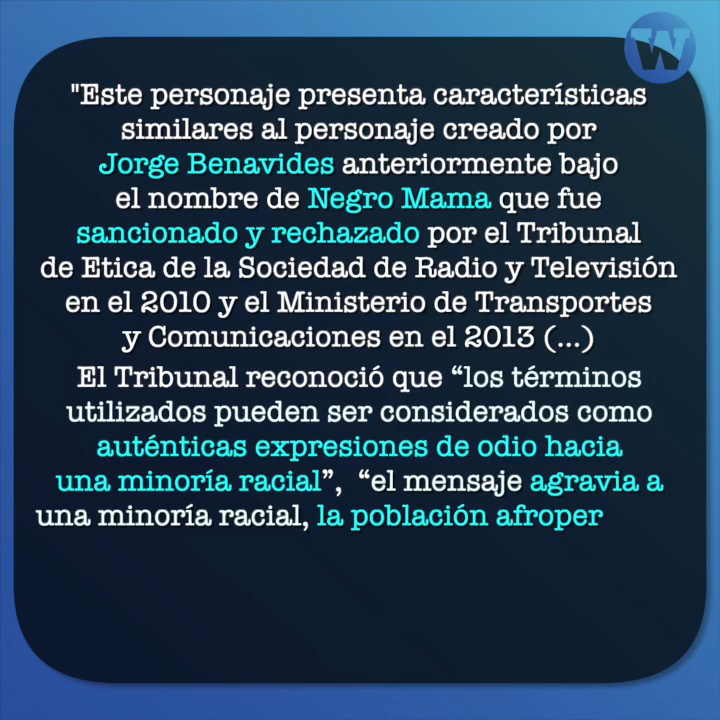 "Este personaje presenta características
similares al personaje creado por
Jorge Benavides anteriormente bajo
el nombre de Negro Mama que fue
sancionado y rechazado por el Tribunal
de Etica de la Sociedad de Radio y Televisión
en el 2010 y el Ministerio de Transportes
y Comunicaciones en el 2013 (...)
El Tribunal reconoció que “los términos
utilizados pueden ser considerados como
auténticas expresiones de odio hacia
una minoría racial”, “el mensaje agravia a
una minoría racial, la población afroper
W